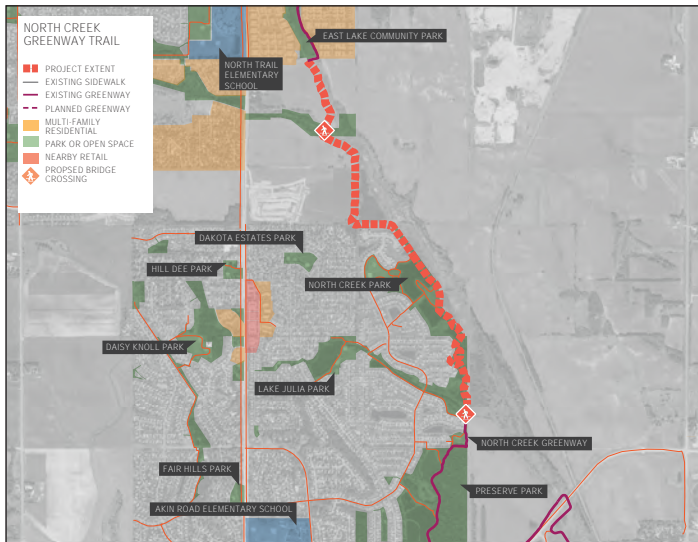 NORTH CREEK
GREENWAY TRAIL
PROJECT EXTENT
EXISTING SIDEWALK
EXISTING GREENWAY
PLANNED GREENWAY
MULTI-FAMILY
RESIDENTIAL
PARK OR OPEN SPACE
NEARBY RETAIL
PROPSED BRIDGE
CROSSING
EAST LAKE COMMUNITY PARK
NORTH TRAIL
ELEMENTARY
SCHOOL
DAKOTA ESTATES PARK
HILL DEE PARK
NORTH CREEK PARK
DAISY KNOLL PARK
LAKE JULIA PARK
NORTH CREEK GREENWAY
FAIR HILLS PARK
PRESERVE PARK
AKIN ROAD ELEMENTARY SCHOOL